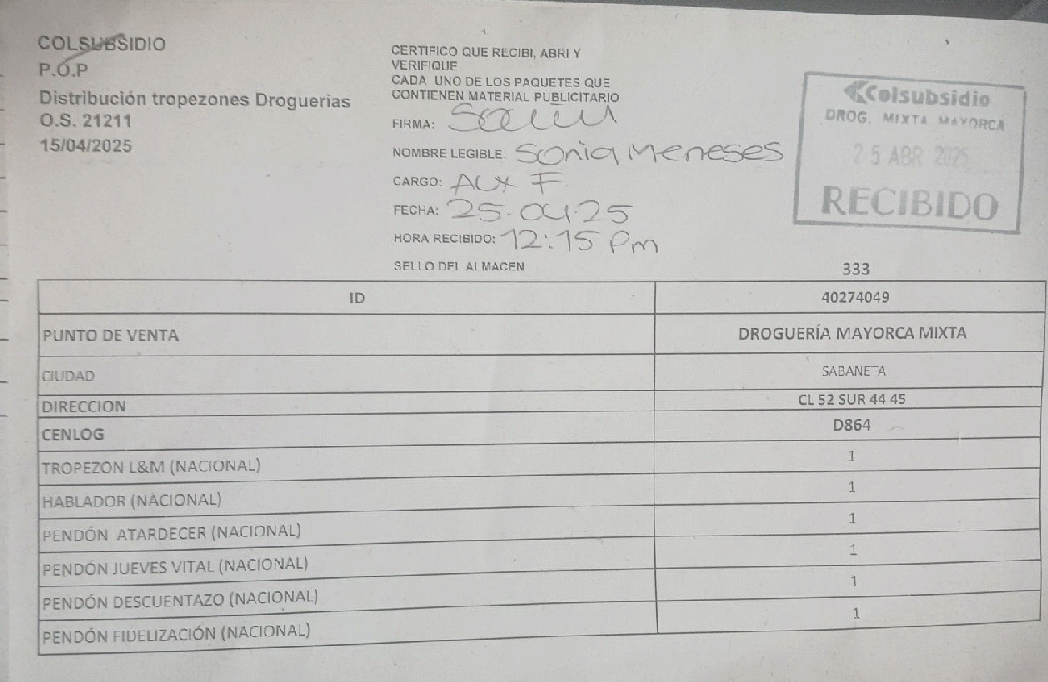 COLSUBSIDIO
P.O.P
Distribución tropezones Droguerias
O.S. 21211
15/04/2025
CERTIFICO QUE RECIBI, ABRI Y
VERIFIQUE
CADA UNO DE LOS PAQUETES QUE
CONTIENEN MATERIAL PUBLICITARIO
FIRMA:
NOMBRE LEGIBLE: Sonia Meneses
CARGO: Aux F
FECHA: 25-04-25
HORA RECIBIDO: 12:15 pm
SELLO DEL ALMACEN
Colsubsidio
DROG. MIXTA MAYORCA
25 ABR 2025
RECIBIDO
333
ID 40274049
PUNTO DE VENTA DROGUERÍA MAYORCA MIXTA
CIUDAD SABANETA
DIRECCION CL 52 SUR 44 45
CENLOG D864
TROPEZON L&M (NACIONAL) 1
HABLADOR (NACIONAL) 1
PENDÓN ATARDECER (NACIONAL) 1
PENDÓN JUEVES VITAL (NACIONAL) 1
PENDÓN DESCUENTAZO (NACIONAL) 1
PENDÓN FIDELIZACIÓN (NACIONAL) 1